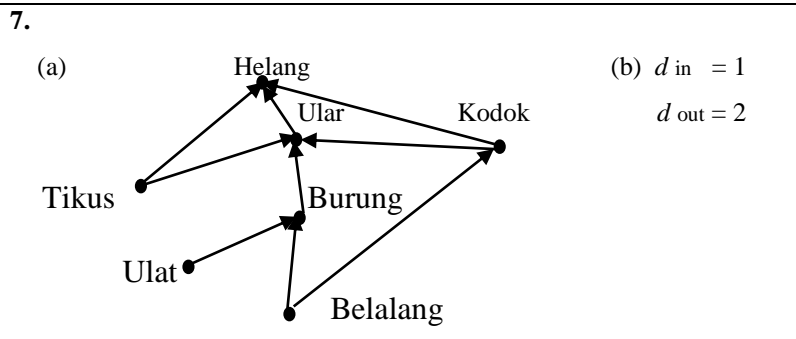 7.
(a)
Helang
(b) d in = 1
Ular
Kodok
d out = 2
Tikus
Burung
Ulat
Belalang